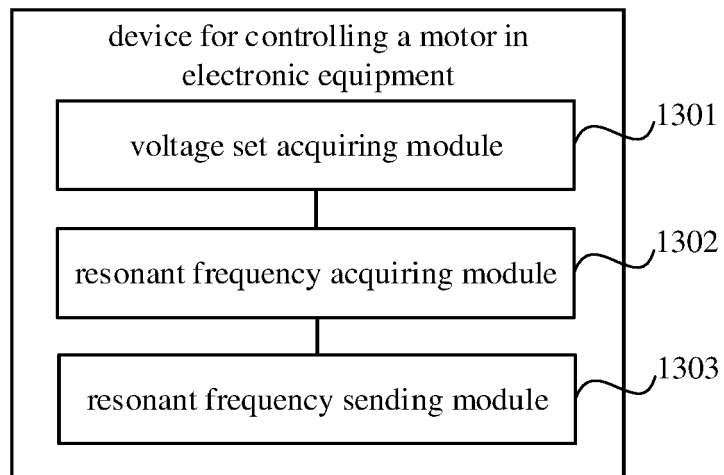 device for controlling a motor in
electronic equipment
voltage set acquiring module
1301
resonant frequency acquiring module
1302
resonant frequency sending module
1303